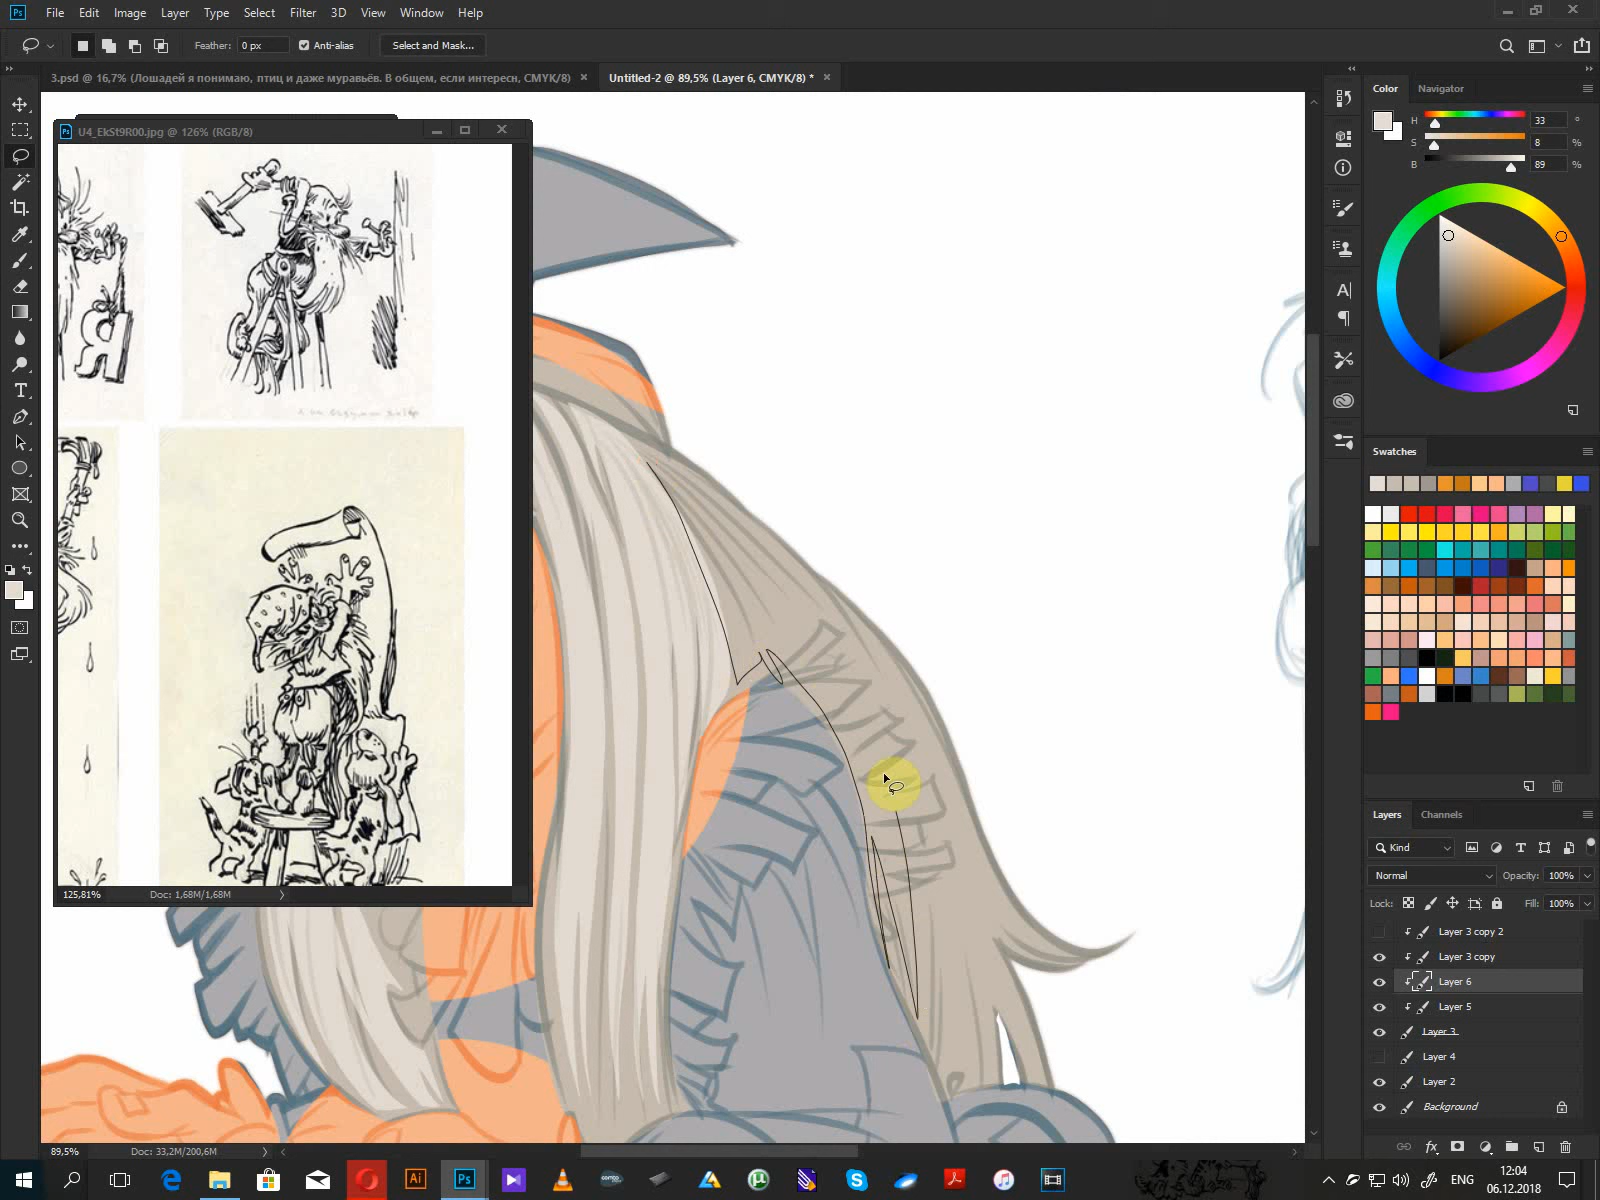 Ps File Edit Image Layer Type Select Filter 3D View Window Help
Feather: 0 px Anti-alias Select and Mask...
3.psd @ 16,7% (Лошадей я понимаю, птиц и даже муравьёв. В общем, если интересн, CMYK/8) × Untitled-2 @ 89,5% (Layer 6, CMYK/8) * ×
U4_EkSt9R00.jpg @ 126% (RGB/8)
125,81% Doc: 1,68M/1,68M
89,5% Doc: 33,2M/200,6M
Color Navigator
H 33 °
S 8 %
B 89 %
Swatches
Layers Channels
Kind
Normal Opacity: 100%
Lock: Fill: 100%
Layer 3 copy 2
Layer 3 copy
Layer 6
Layer 5
Layer 3
Layer 4
Layer 2
Background
Ai Ps
ENG 12:04
06.12.2018